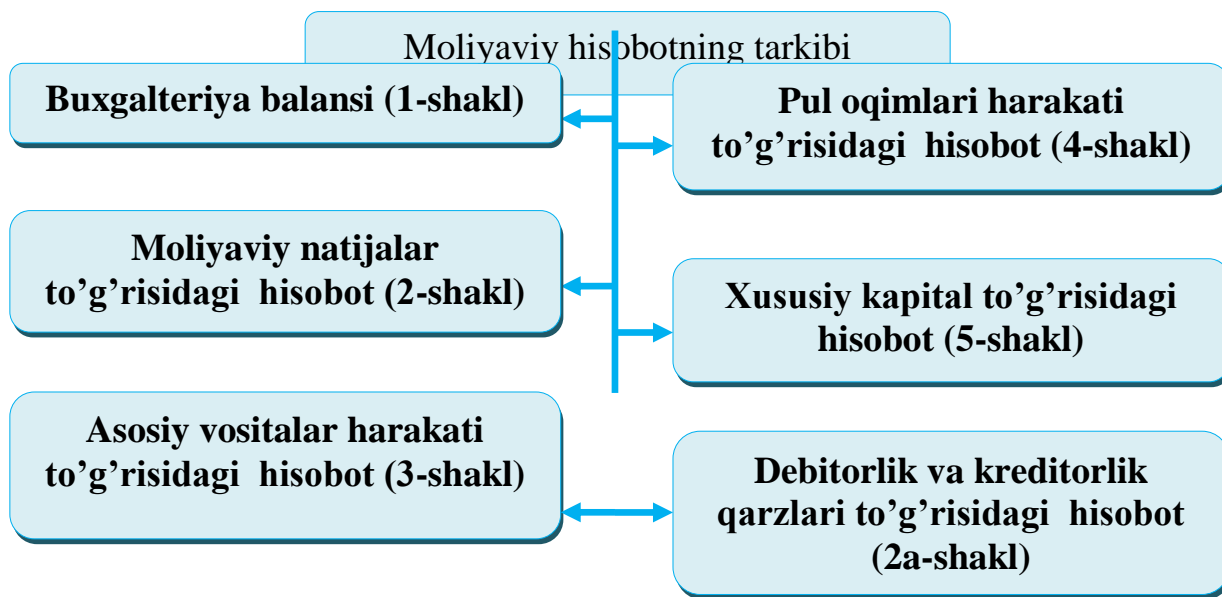 Moliyaviy hisobotning tarkibi
Buxgalteriya balansi (1-shakl)
Pul oqimlari harakati
to’g’risidagi hisobot (4-shakl)
Moliyaviy natijalar
to’g’risidagi hisobot (2-shakl)
Xususiy kapital to’g’risidagi
hisobot (5-shakl)
Asosiy vositalar harakati
to’g’risidagi hisobot (3-shakl)
Debitorlik va kreditorlik
qarzlari to’g’risidagi hisobot
(2a-shakl)